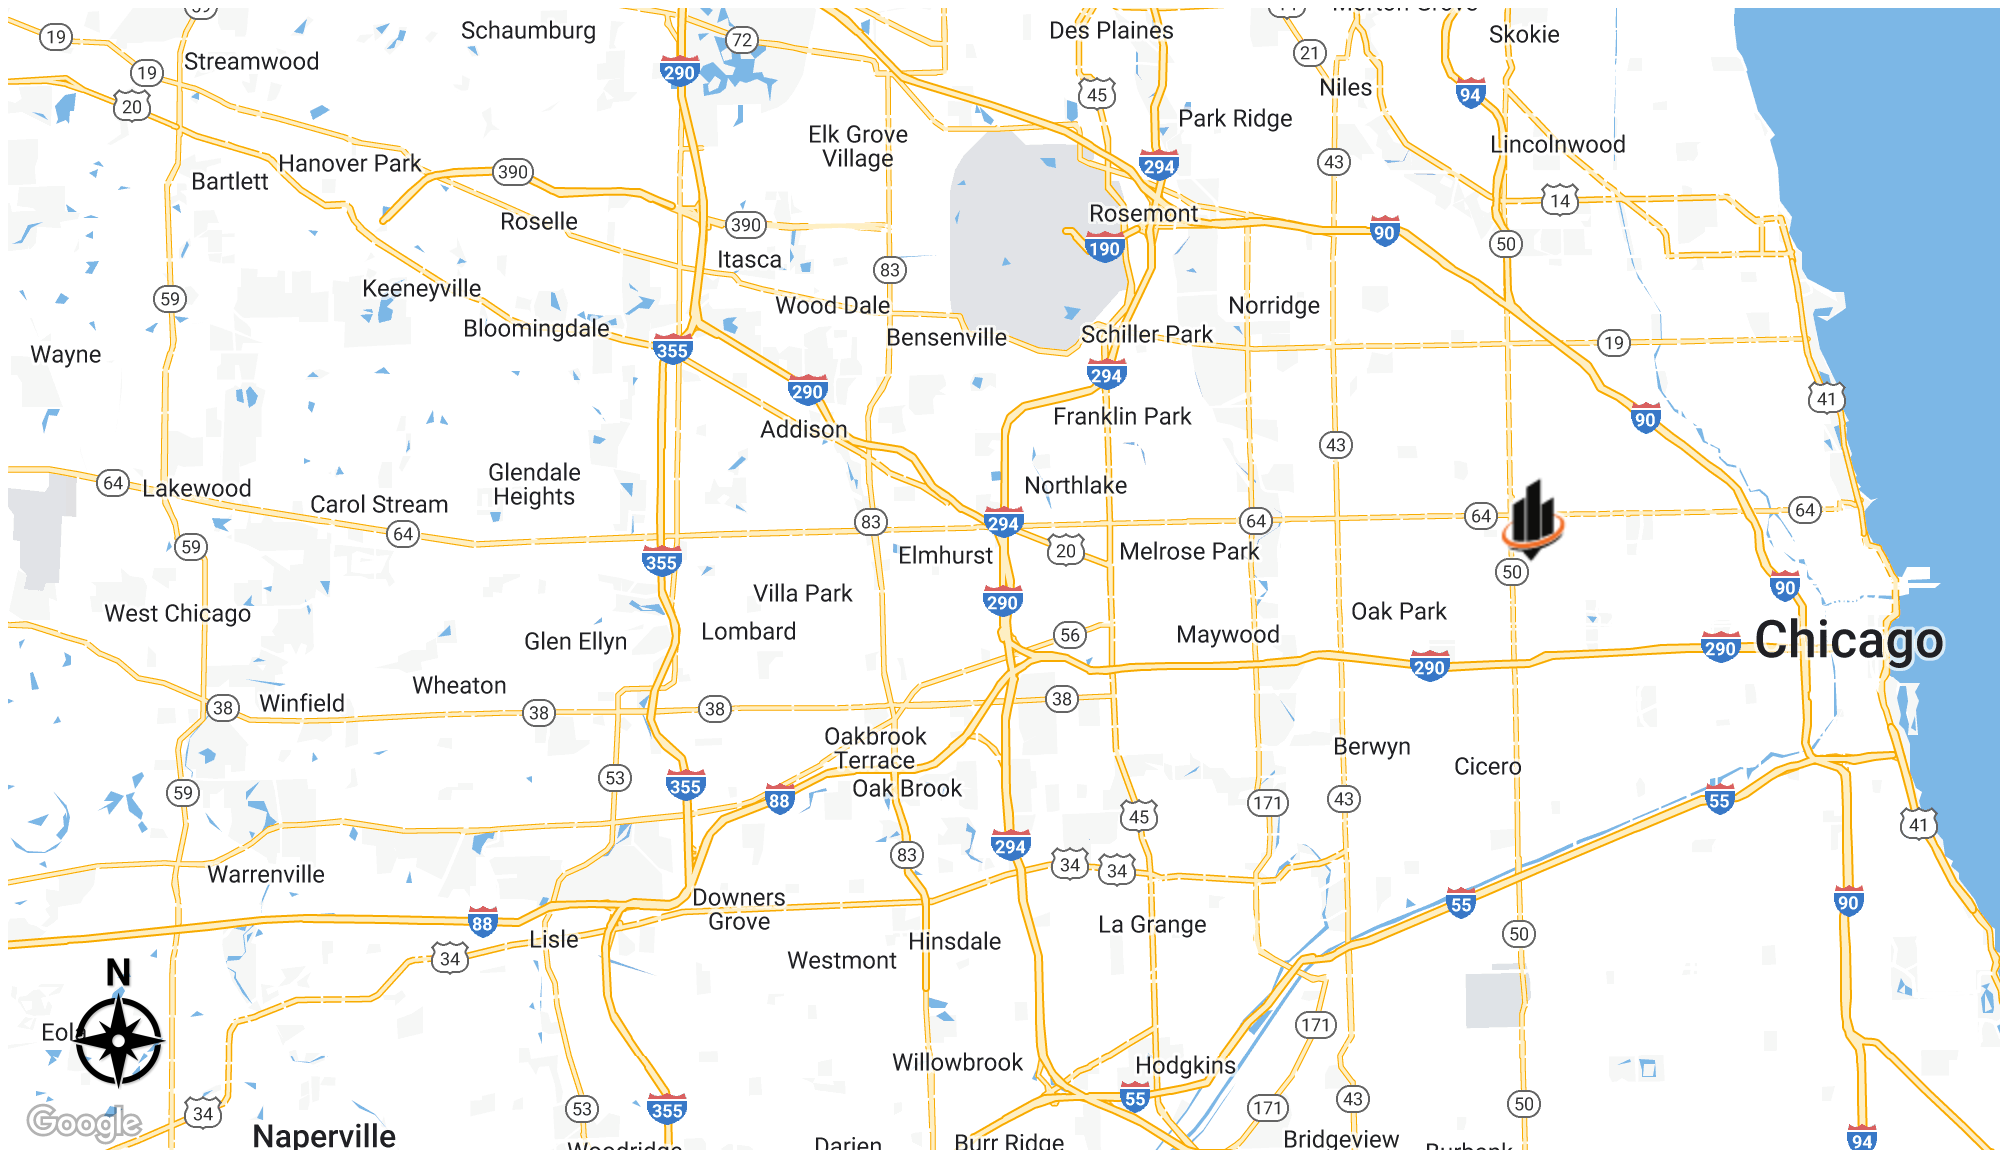 59
Morton Grove
Schaumburg
Des Plaines
Skokie
19
72
21
Streamwood
19
290
45
Niles
94
20
Park Ridge
Elk Grove
Village
Lincolnwood
Hanover Park
390
294
43
Bartlett
14
Roselle
390
Rosemont
90
190
50
Itasca
83
Keeneyville
59
Wood Dale
Norridge
Bloomingdale
Bensenville
Schiller Park
19
Wayne
355
294
290
41
Franklin Park
90
Addison
43
Glendale
Heights
64
Lakewood
Northlake
Carol Stream
64
83
294
64
64
64
59
Elmhurst
20
Melrose Park
355
50
Villa Park
290
90
West Chicago
Oak Park
Glen Ellyn
Lombard
56
Maywood
Chicago
290
290
Wheaton
Winfield
38
38
38
38
Oakbrook
Terrace
Berwyn
Cicero
53
355
88
Oak Brook
59
171
43
55
45
41
294
83
34
34
Warrenville
Downers
Grove
90
55
88
La Grange
Lisle
Hinsdale
50
34
Westmont
N
Eola
171
Willowbrook
Hodgkins
55
43
34
53
355
171
50
Google
Naperville
Bridgeview
94
Woodridge
Darien
Burr Ridge
Burbank